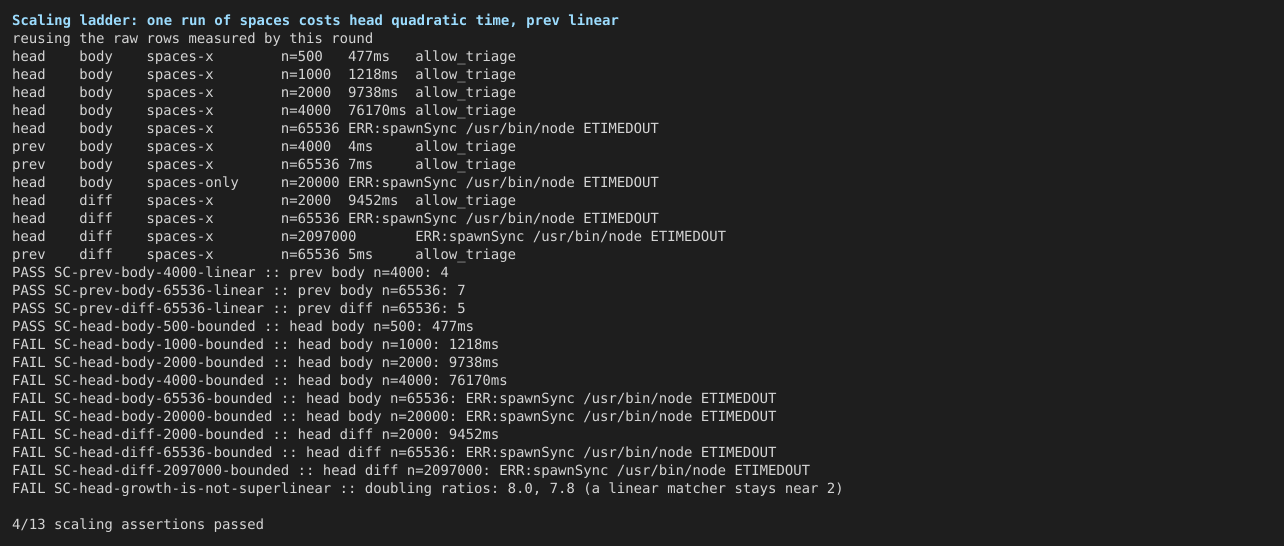 Scaling ladder: one run of spaces costs head quadratic time, prev linear
reusing the raw rows measured by this round
head    body    spaces-x        n=500   477ms   allow_triage
head    body    spaces-x        n=1000  1218ms  allow_triage
head    body    spaces-x        n=2000  9738ms  allow_triage
head    body    spaces-x        n=4000  76170ms allow_triage
head    body    spaces-x        n=65536 ERR:spawnSync /usr/bin/node ETIMEDOUT
prev    body    spaces-x        n=4000  4ms     allow_triage
prev    body    spaces-x        n=65536 7ms     allow_triage
head    body    spaces-only     n=20000 ERR:spawnSync /usr/bin/node ETIMEDOUT
head    diff    spaces-x        n=2000  9452ms  allow_triage
head    diff    spaces-x        n=65536 ERR:spawnSync /usr/bin/node ETIMEDOUT
head    diff    spaces-x        n=2097000       ERR:spawnSync /usr/bin/node ETIMEDOUT
prev    diff    spaces-x        n=65536 5ms     allow_triage
PASS SC-prev-body-4000-linear :: prev body n=4000: 4
PASS SC-prev-body-65536-linear :: prev body n=65536: 7
PASS SC-prev-diff-65536-linear :: prev diff n=65536: 5
PASS SC-head-body-500-bounded :: head body n=500: 477ms
FAIL SC-head-body-1000-bounded :: head body n=1000: 1218ms
FAIL SC-head-body-2000-bounded :: head body n=2000: 9738ms
FAIL SC-head-body-4000-bounded :: head body n=4000: 76170ms
FAIL SC-head-body-65536-bounded :: head body n=65536: ERR:spawnSync /usr/bin/node ETIMEDOUT
FAIL SC-head-body-20000-bounded :: head body n=20000: ERR:spawnSync /usr/bin/node ETIMEDOUT
FAIL SC-head-diff-2000-bounded :: head diff n=2000: 9452ms
FAIL SC-head-diff-65536-bounded :: head diff n=65536: ERR:spawnSync /usr/bin/node ETIMEDOUT
FAIL SC-head-diff-2097000-bounded :: head diff n=2097000: ERR:spawnSync /usr/bin/node ETIMEDOUT
FAIL SC-head-growth-is-not-superlinear :: doubling ratios: 8.0, 7.8 (a linear matcher stays near 2)

4/13 scaling assertions passed